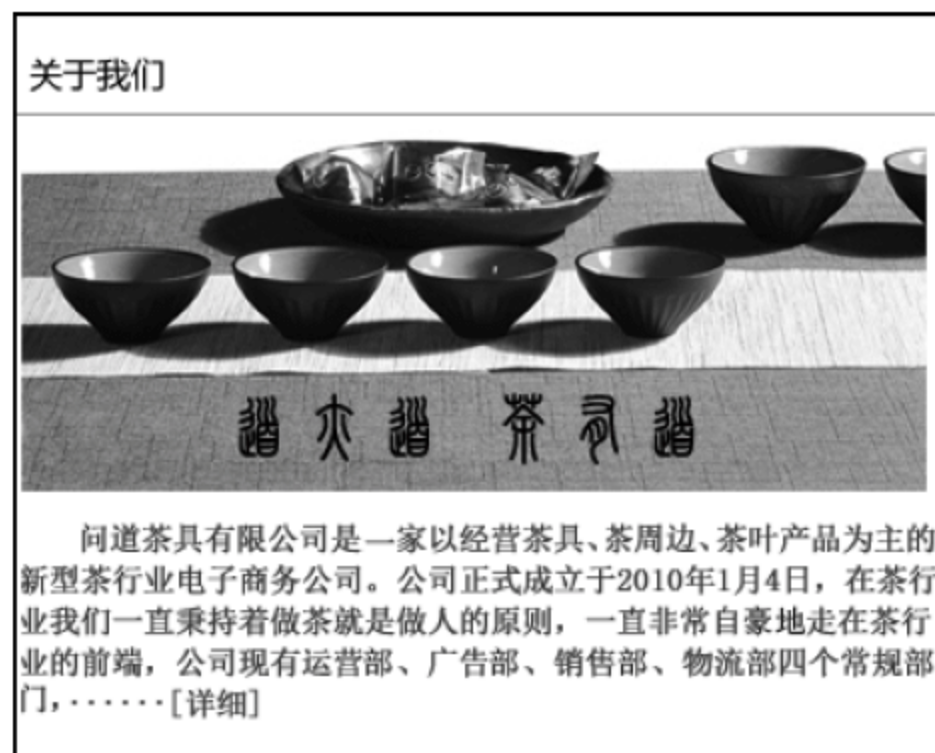 关于我们
道大道 茶有道
问道茶具有限公司是一家以经营茶具、茶周边、茶叶产品为主的
新型茶行业电子商务公司。公司正式成立于2010年1月4日，在茶行
业我们一直秉持着做茶就是做人的原则，一直非常自豪地走在茶行
业的前端，公司现有运营部、广告部、销售部、物流部四个常规部
门，······[详细]